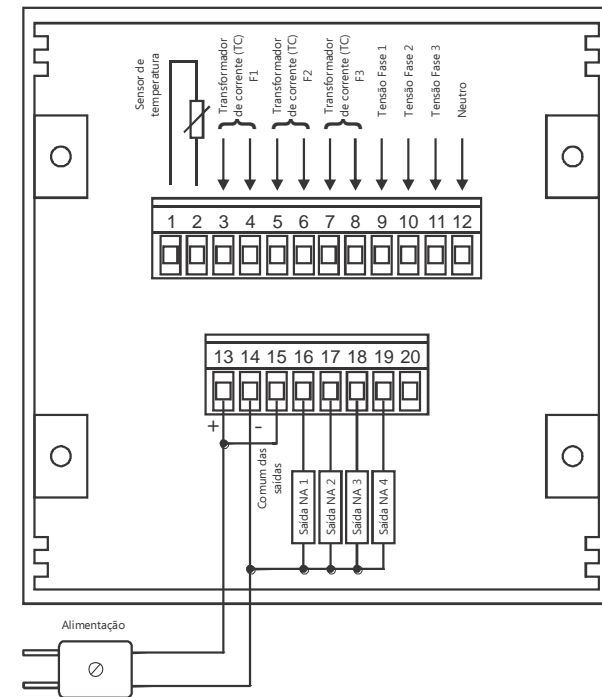 Sensor de
temperatura
Transformador
de corrente (TC)
F1
Transformador
de corrente (TC)
F2
Transformador
de corrente (TC)
F3
Tensão Fase 1
Tensão Fase 2
Tensão Fase 3
Neutro
1 2 3 4 5 6 7 8 9 10 11 12
13 14 15 16 17 18 19 20
+ -
Comum das
saídas
Saída NA 1
Saída NA 2
Saída NA 3
Saída NA 4
Alimentação